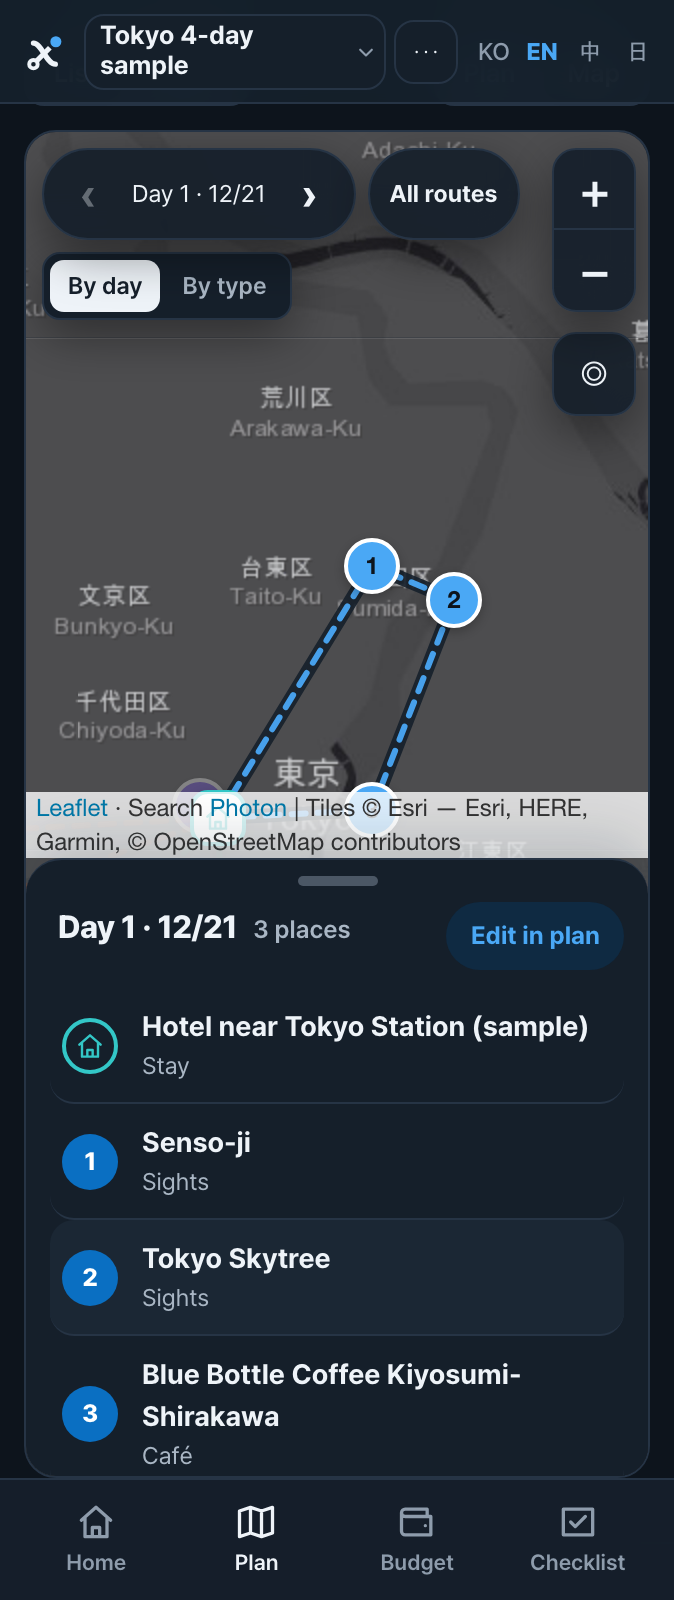 Tokyo 4-day
sample
···
KO EN 中 日
Day 1 · 12/21
All routes
By day
By type
荒川区
Arakawa-Ku
台東区
Taito-Ku
文京区
Bunkyo-Ku
1
2
千代田区
Chiyoda-Ku
東京
Leaflet · Search Photon | Tiles © Esri — Esri, HERE,
Garmin, © OpenStreetMap contributors
江東区
Day 1 · 12/21 3 places
Edit in plan
Hotel near Tokyo Station (sample)
Stay
1
Senso-ji
Sights
2
Tokyo Skytree
Sights
3
Blue Bottle Coffee Kiyosumi-
Shirakawa
Café
Home
Plan
Budget
Checklist